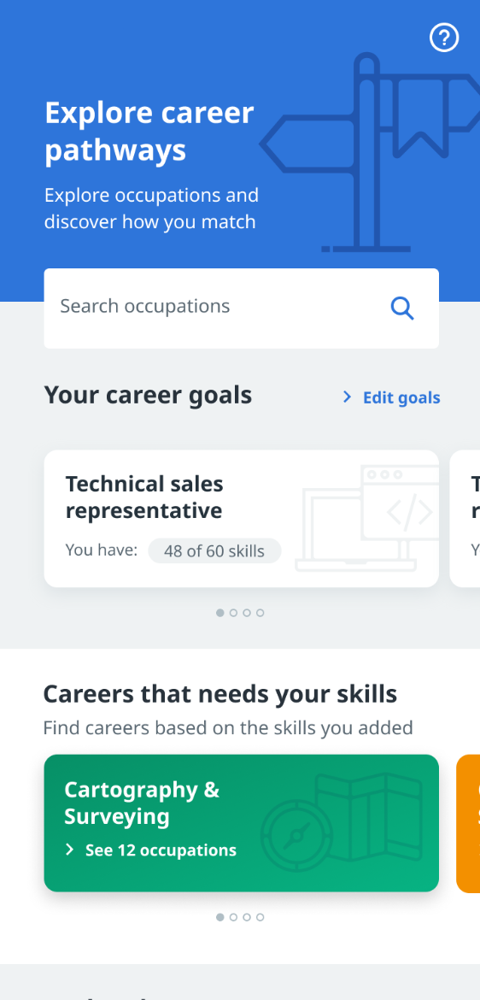 Explore career
pathways
Explore occupations and
discover how you match
Search occupations
Your career goals
Edit goals
Technical sales
representative
You have: 48 of 60 skills
Careers that needs your skills
Find careers based on the skills you added
Cartography &
Surveying
See 12 occupations